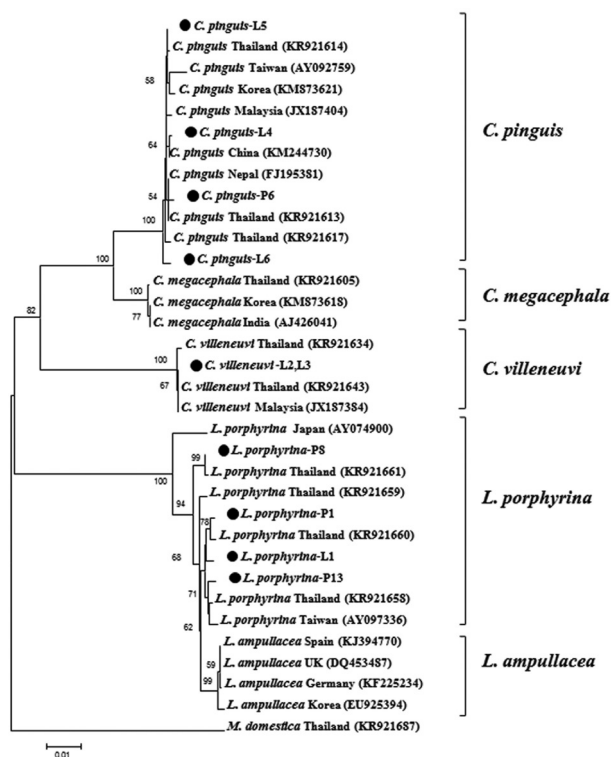 C. pinguis-L5
C. pinguis Thailand (KR921614)
C. pinguis Taiwan (AY092759)
58
C. pinguis Korea (KM873621)
C. pinguis Malaysia (JX187404)
C. pinguis-L4
C. pinguis
64
C. pinguis China (KM244730)
C. pinguis Nepal (FJ195381)
54
C. pinguis-P6
100
C. pinguis Thailand (KR921613)
C. pinguis Thailand (KR921617)
100
C. pinguis-L6
C. megacephala Thailand (KR921605)
100
C. megacephala Korea (KM873618)
C. megacephala
82
77
C. megacephala India (AJ426041)
C. villeneuvi Thailand (KR921634)
100
C. villeneuvi-L2,L3
C. villeneuvi
67
C. villeneuvi Thailand (KR921643)
C. villeneuvi Malaysia (JX187384)
L. porphyrina Japan (AY074900)
99
L. porphyrina-P8
100
L. porphyrina Thailand (KR921661)
94
L. porphyrina Thailand (KR921659)
L. porphyrina
78
L. porphyrina-P1
L. porphyrina Thailand (KR921660)
68
L. porphyrina-L1
L. porphyrina-P13
71
L. porphyrina Thailand (KR921658)
62
L. porphyrina Taiwan (AY097336)
L. ampullacea Spain (KJ394770)
59
L. ampullacea UK (DQ453487)
L. ampullacea
99
L. ampullacea Germany (KF225234)
L. ampullacea Korea (EU925394)
M. domestica Thailand (KR921687)
0.01